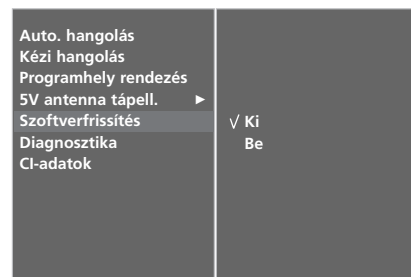 Auto. hangolás
Kézi hangolás
Programhely rendezés
5V antenna tápell. ►
Szoftverfrissítés
Diagnosztika
CI-adatok
√ Ki
Be